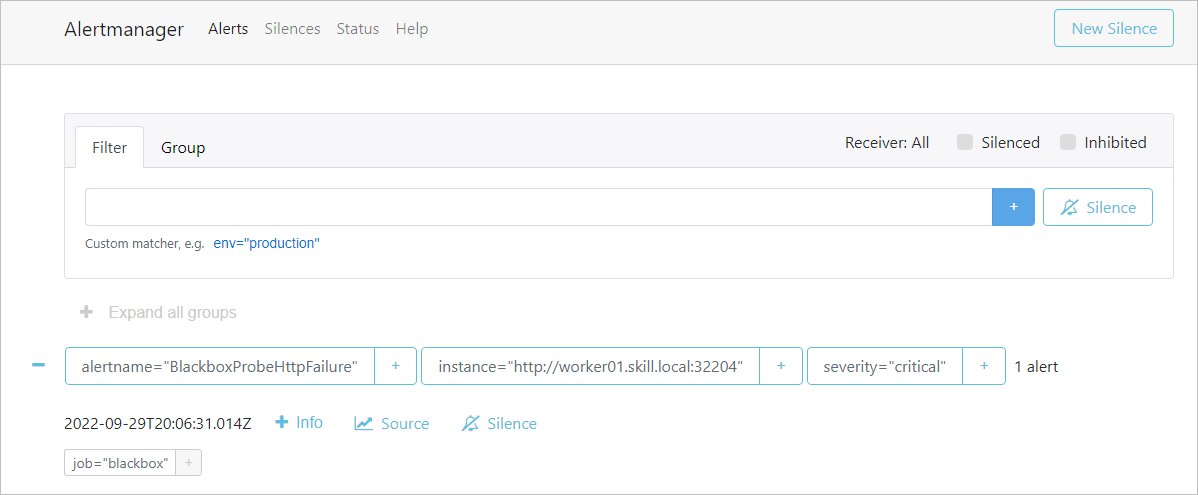 Alertmanager Alerts Silences Status Help New Silence
Filter Group Receiver: All Silenced Inhibited
+ Silence
Custom matcher, e.g. env="production"
+ Expand all groups
alertname="BlackboxProbeHttpFailure" + instance="http://worker01.skill.local:32204" + severity="critical" + 1 alert
2022-09-29T20:06:31.014Z + Info Source Silence
job="blackbox" +